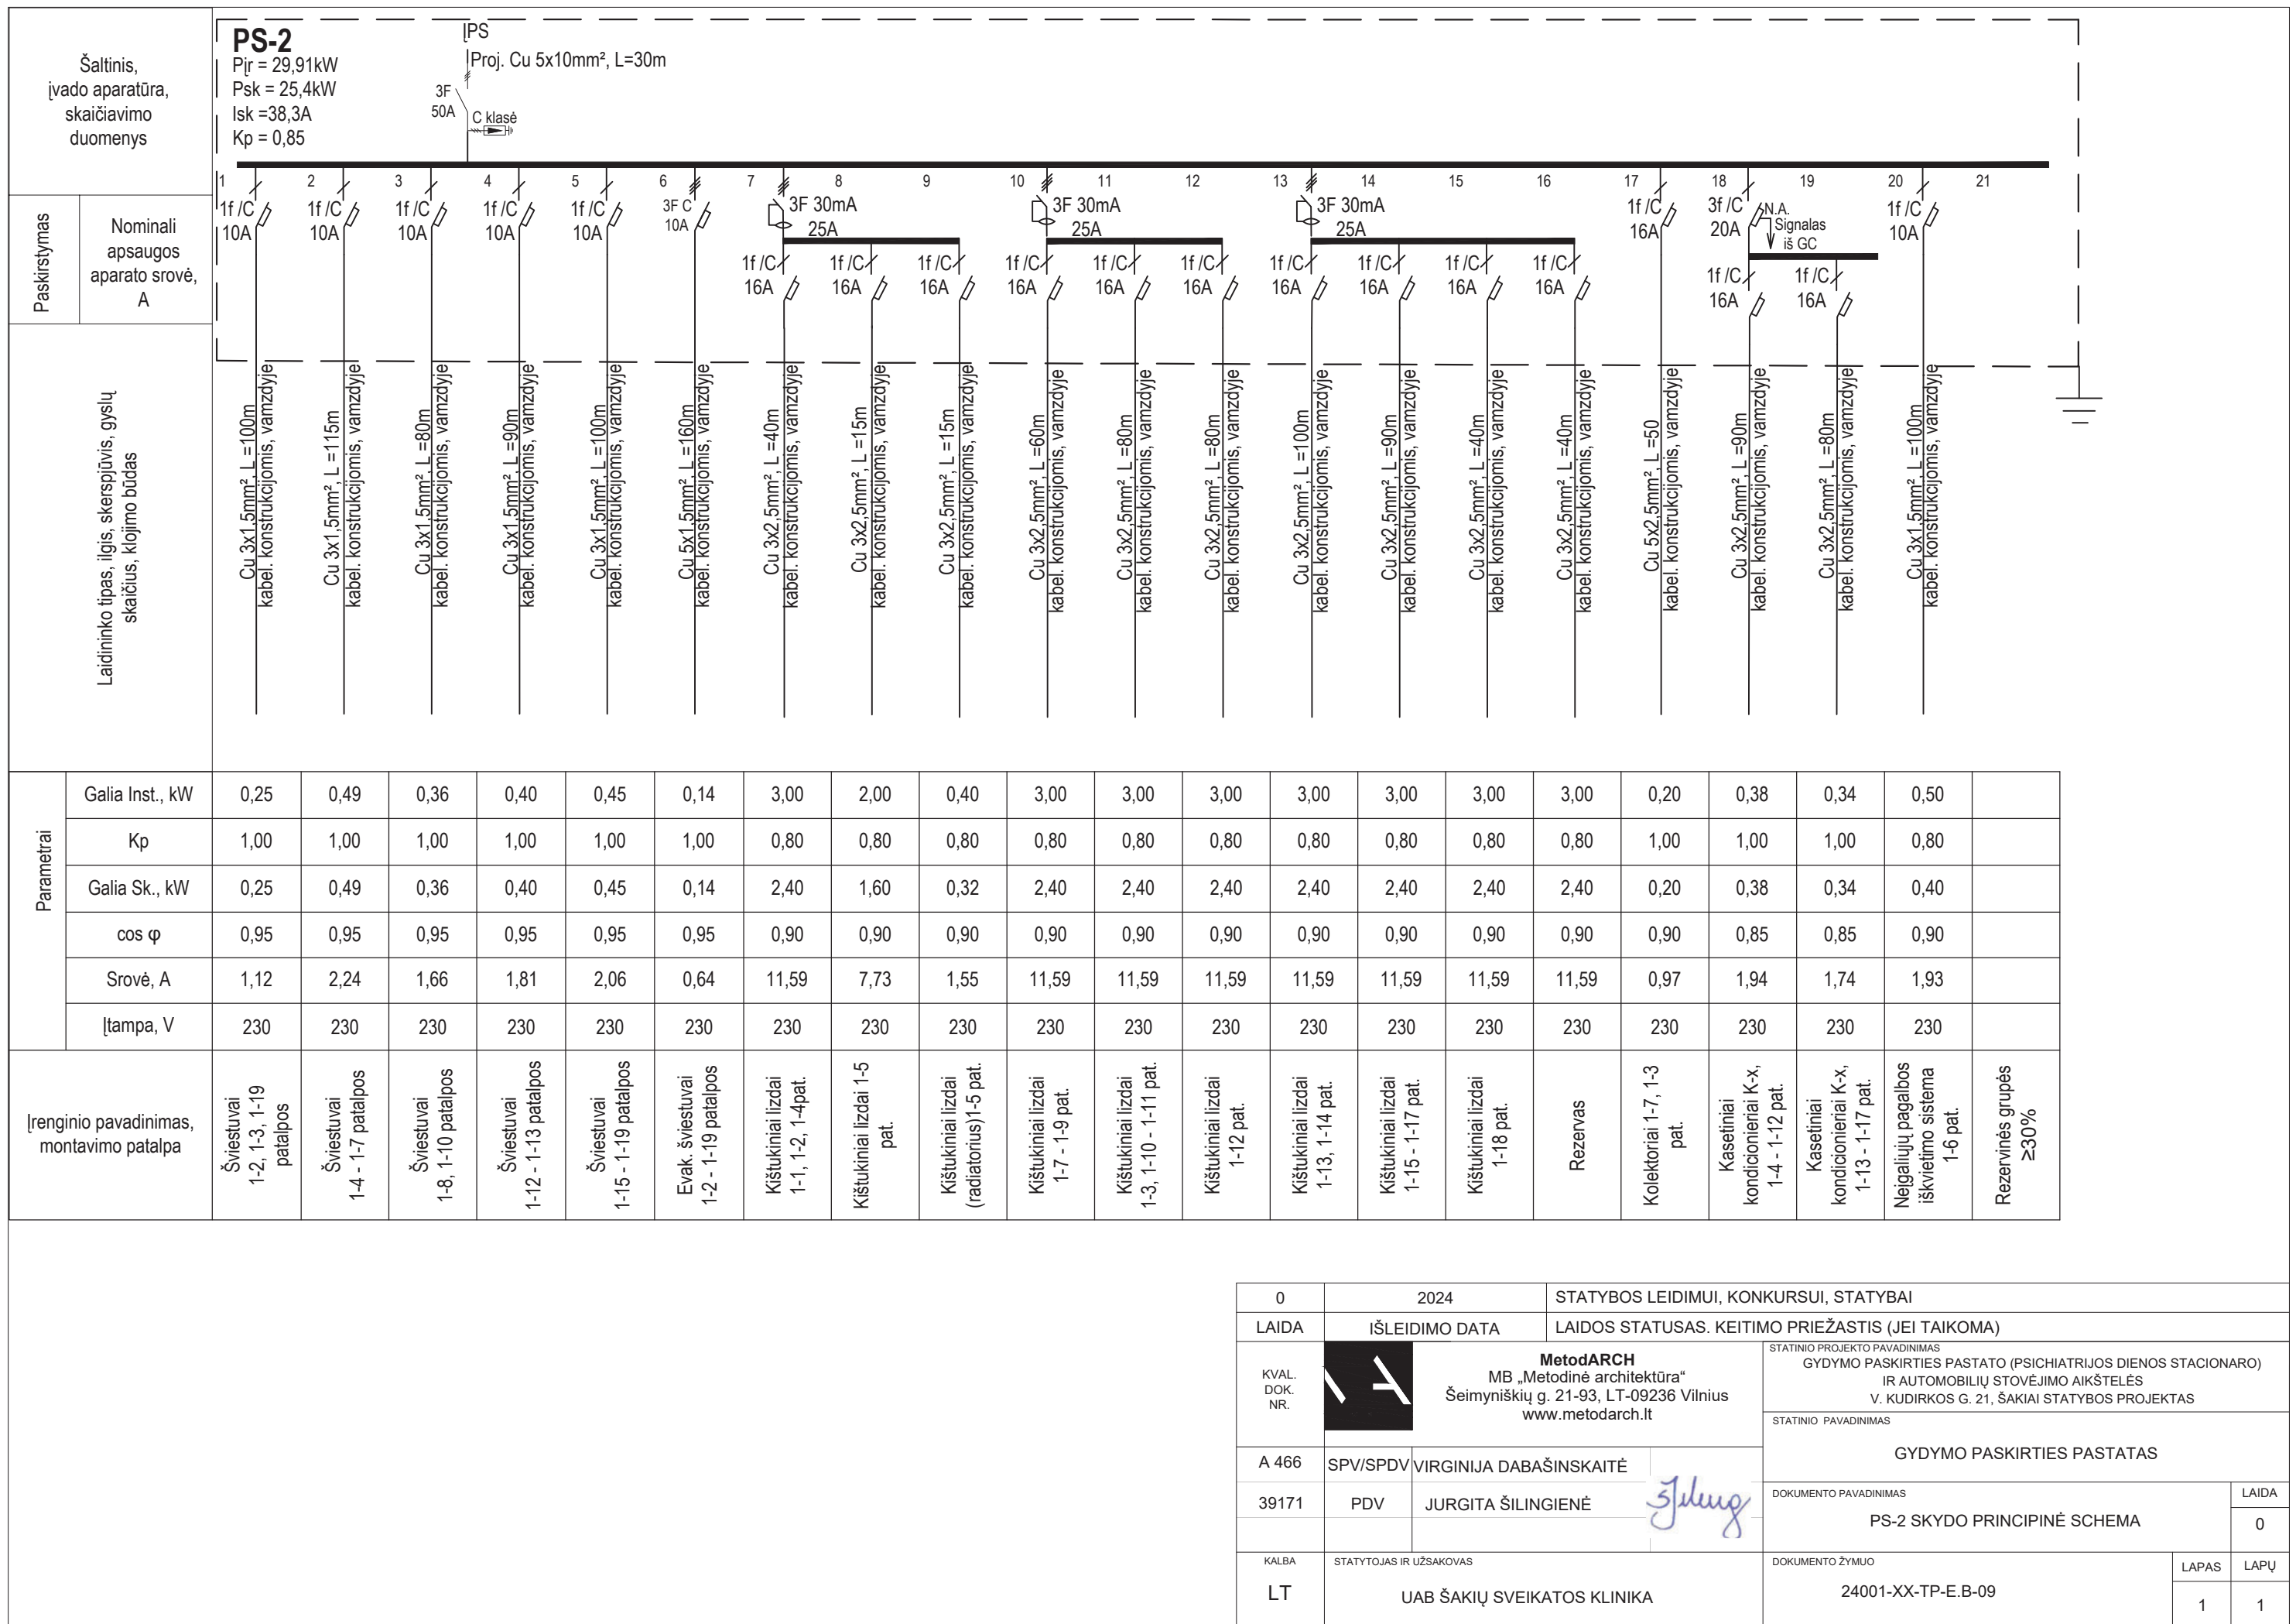 Šaltinis,
įvado aparatūra,
skaičiavimo
duomenys
PS-2
Pįr = 29,91kW
Psk = 25,4kW
Isk =38,3A
Kp = 0,85
ĮPS
Proj. Cu 5x10mm², L=30m
3F
50A
C klasė
1 2 3 4 5 6 7 8 9 10 11 12 13 14 15 16 17 18 19 20 21
Paskirstymas
Nominali
apsaugos
aparato srovė,
A
1f /C
10A
1f /C
10A
1f /C
10A
1f /C
10A
1f /C
10A
3F C
10A
3F 30mA
25A
1f /C
16A
1f /C
16A
1f /C
16A
3F 30mA
25A
1f /C
16A
1f /C
16A
1f /C
16A
3F 30mA
25A
1f /C
16A
1f /C
16A
1f /C
16A
1f /C
16A
1f /C
16A
3f /C
20A
N.A.
Signalas
iš GC
1f /C
16A
1f /C
16A
1f /C
10A
Laidininko tipas, ilgis, skerspjūvis, gyslų
skaičius, klojimo būdas
Cu 3x1,5mm², L =100m
kabel. konstrukcijomis, vamzdyje
Cu 3x1,5mm², L =115m
kabel. konstrukcijomis, vamzdyje
Cu 3x1,5mm², L =80m
kabel. konstrukcijomis, vamzdyje
Cu 3x1,5mm², L =90m
kabel. konstrukcijomis, vamzdyje
Cu 3x1,5mm², L =100m
kabel. konstrukcijomis, vamzdyje
Cu 5x1,5mm², L =160m
kabel. konstrukcijomis, vamzdyje
Cu 3x2,5mm², L =40m
kabel. konstrukcijomis, vamzdyje
Cu 3x2,5mm², L =15m
kabel. konstrukcijomis, vamzdyje
Cu 3x2,5mm², L =15m
kabel. konstrukcijomis, vamzdyje
Cu 3x2,5mm², L =60m
kabel. konstrukcijomis, vamzdyje
Cu 3x2,5mm², L =80m
kabel. konstrukcijomis, vamzdyje
Cu 3x2,5mm², L =80m
kabel. konstrukcijomis, vamzdyje
Cu 3x2,5mm², L =100m
kabel. konstrukcijomis, vamzdyje
Cu 3x2,5mm², L =90m
kabel. konstrukcijomis, vamzdyje
Cu 3x2,5mm², L =40m
kabel. konstrukcijomis, vamzdyje
Cu 3x2,5mm², L =40m
kabel. konstrukcijomis, vamzdyje
Cu 5x2,5mm², L =50
kabel. konstrukcijomis, vamzdyje
Cu 3x2,5mm², L =90m
kabel. konstrukcijomis, vamzdyje
Cu 3x2,5mm², L =80m
kabel. konstrukcijomis, vamzdyje
Cu 3x1,5mm², L =100m
kabel. konstrukcijomis, vamzdyje
Parametrai
Galia Inst., kW 0,25 0,49 0,36 0,40 0,45 0,14 3,00 2,00 0,40 3,00 3,00 3,00 3,00 3,00 3,00 3,00 0,20 0,38 0,34 0,50
Kp 1,00 1,00 1,00 1,00 1,00 1,00 0,80 0,80 0,80 0,80 0,80 0,80 0,80 0,80 0,80 0,80 1,00 1,00 1,00 0,80
Galia Sk., kW 0,25 0,49 0,36 0,40 0,45 0,14 2,40 1,60 0,32 2,40 2,40 2,40 2,40 2,40 2,40 2,40 0,20 0,38 0,34 0,40
cos φ 0,95 0,95 0,95 0,95 0,95 0,95 0,90 0,90 0,90 0,90 0,90 0,90 0,90 0,90 0,90 0,90 0,90 0,85 0,85 0,90
Srovė, A 1,12 2,24 1,66 1,81 2,06 0,64 11,59 7,73 1,55 11,59 11,59 11,59 11,59 11,59 11,59 11,59 0,97 1,94 1,74 1,93
Įtampa, V 230 230 230 230 230 230 230 230 230 230 230 230 230 230 230 230 230 230 230 230
Įrenginio pavadinimas,
montavimo patalpa
Šviestuvai
1-2, 1-3, 1-19
patalpos
Šviestuvai
1-4 - 1-7 patalpos
Šviestuvai
1-8, 1-10 patalpos
Šviestuvai
1-12 - 1-13 patalpos
Šviestuvai
1-15 - 1-19 patalpos
Evak. šviestuvai
1-2 - 1-19 patalpos
Kištukiniai lizdai
1-1, 1-2, 1-4pat.
Kištukiniai lizdai 1-5
pat.
Kištukiniai lizdai
(radiatorius)1-5 pat.
Kištukiniai lizdai
1-7 - 1-9 pat.
Kištukiniai lizdai
1-3, 1-10 - 1-11 pat.
Kištukiniai lizdai
1-12 pat.
Kištukiniai lizdai
1-13, 1-14 pat.
Kištukiniai lizdai
1-15 - 1-17 pat.
Kištukiniai lizdai
1-18 pat.
Rezervas
Kolektoriai 1-7, 1-3
pat.
Kasetiniai
kondicionieriai K-x,
1-4 - 1-12 pat.
Kasetiniai
kondicionieriai K-x,
1-13 - 1-17 pat.
Neįgaliųjų pagalbos
iškvietimo sistema
1-6 pat.
Rezervinės grupės
≥30%
0 2024 STATYBOS LEIDIMUI, KONKURSUI, STATYBAI
LAIDA IŠLEIDIMO DATA LAIDOS STATUSAS. KEITIMO PRIEŽASTIS (JEI TAIKOMA)
KVAL.
DOK.
NR.
MetodARCH
MB „Metodinė architektūra“
Šeimyniškių g. 21-93, LT-09236 Vilnius
www.metodarch.lt
STATINIO PROJEKTO PAVADINIMAS
GYDYMO PASKIRTIES PASTATO (PSICHIATRIJOS DIENOS STACIONARO)
IR AUTOMOBILIŲ STOVĖJIMO AIKŠTELĖS
V. KUDIRKOS G. 21, ŠAKIAI STATYBOS PROJEKTAS
STATINIO PAVADINIMAS
GYDYMO PASKIRTIES PASTATAS
A 466 SPV/SPDV VIRGINIJA DABAŠINSKAITĖ
39171 PDV JURGITA ŠILINGIENĖ
DOKUMENTO PAVADINIMAS
PS-2 SKYDO PRINCIPINĖ SCHEMA
LAIDA
0
KALBA
LT
STATYTOJAS IR UŽSAKOVAS
UAB ŠAKIŲ SVEIKATOS KLINIKA
DOKUMENTO ŽYMUO
24001-XX-TP-E.B-09
LAPAS
1
LAPŲ
1